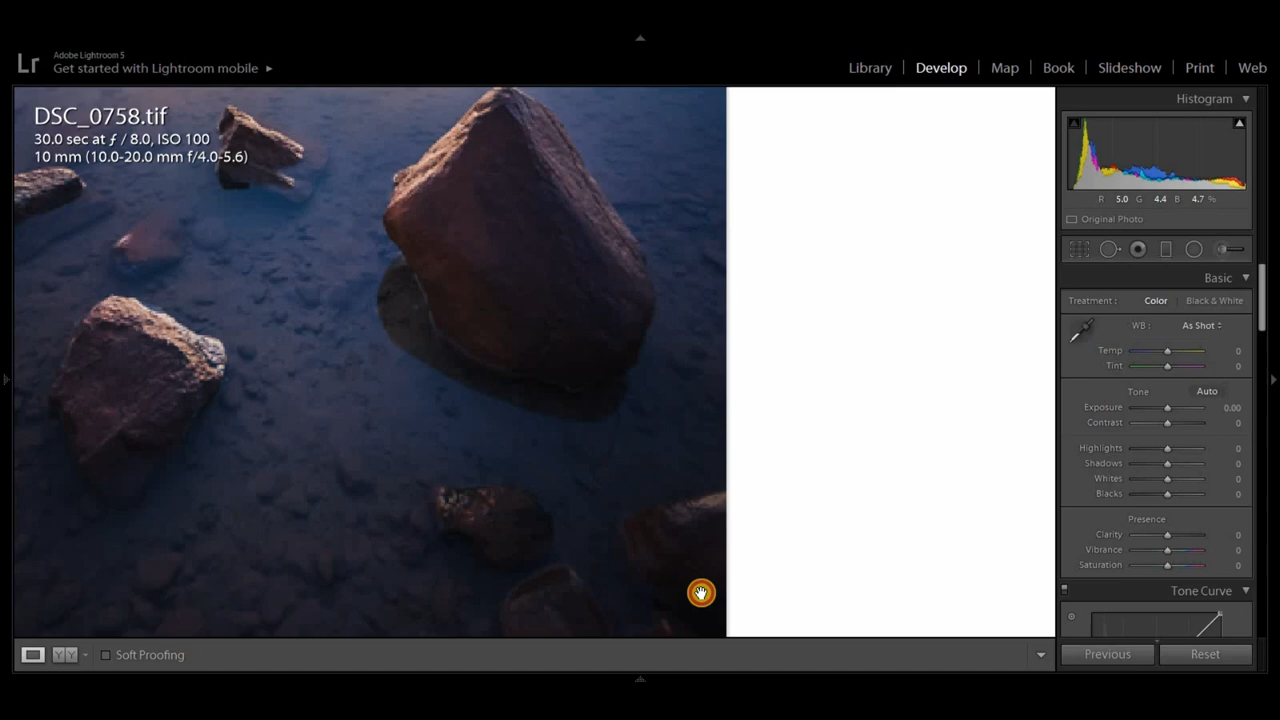 Lr
Adobe Lightroom 5
Get started with Lightroom mobile
Library Develop Map Book Slideshow Print Web
DSC_0758.tif
30.0 sec at ƒ / 8.0, ISO 100
10 mm (10.0-20.0 mm f/4.0-5.6)
Histogram
R 5.0 G 4.4 B 4.7 %
Original Photo
Basic
Treatment : Color Black & White
WB : As Shot
Temp 0
Tint 0
Tone Auto
Exposure 0.00
Contrast 0
Highlights 0
Shadows 0
Whites 0
Blacks 0
Presence
Clarity 0
Vibrance 0
Saturation 0
Tone Curve
YY Soft Proofing
Previous Reset